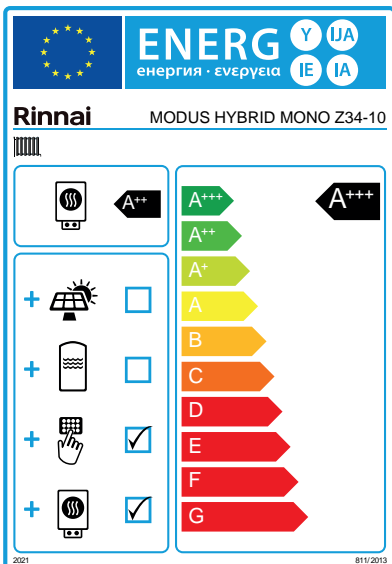 ENERG Y IJA
енергия · ενεργεια IE IA
Rinnai MODUS HYBRID MONO Z34-10
A++
A+++
A+++
A++
A+
A
B
C
D
E
F
G
+
+
+
+
2021 811/2013